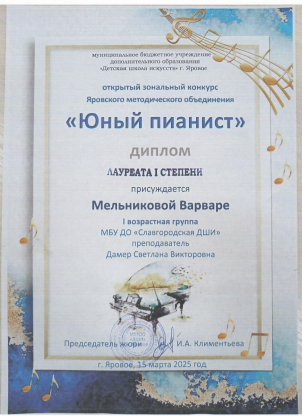 муниципальное бюджетное учреждение
дополнительного образования
«Детская школа искусств» г. Яровое
открытый зональный конкурс
Яровского методического объединения
«Юный пианист»
ДИПЛОМ
ЛАУРЕАТА I СТЕПЕНИ
присуждается
Мельниковой Варваре
I возрастная группа
МБУ ДО «Славгородская ДШИ»
преподаватель
Дамер Светлана Викторовна
Председатель жюри И.А. Климентьева
г. Яровое, 15 марта 2025 год